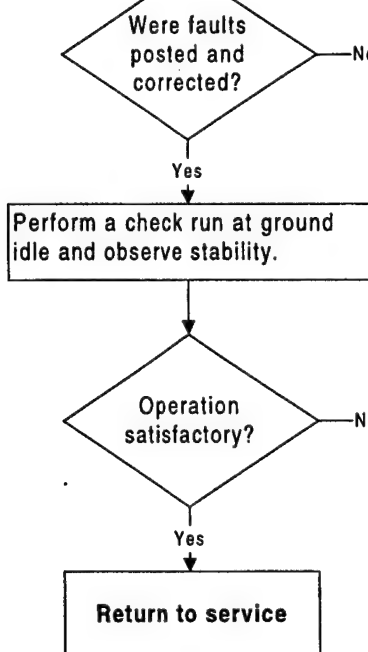 Were faults
posted and
corrected?
Yes
Perform a check run at ground
idle and observe stability.
Operation
satisfactory?
Yes
Return to service